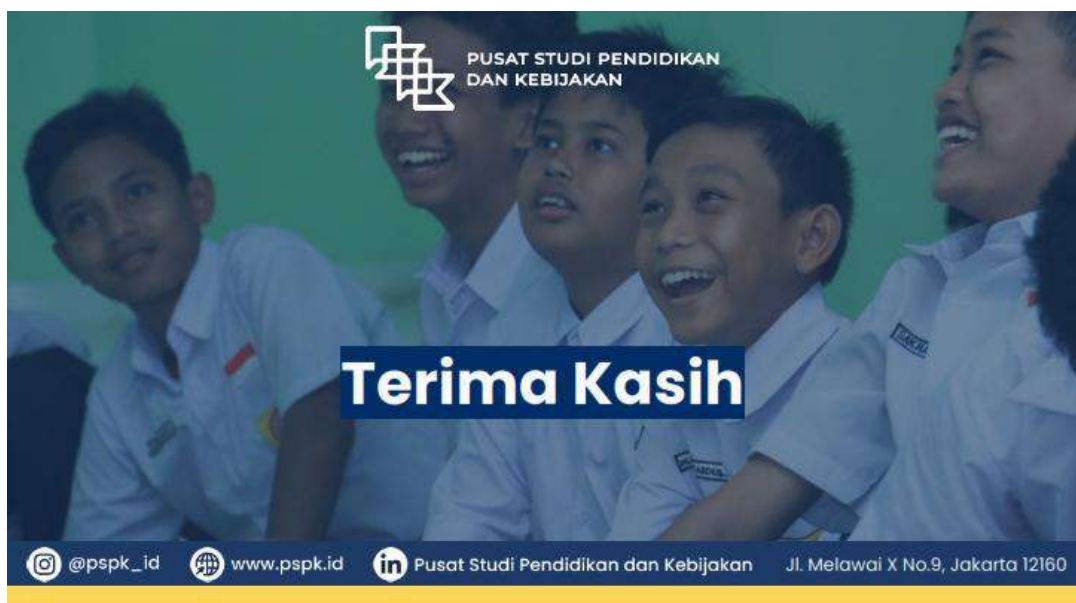 PUSAT STUDI PENDIDIKAN
DAN KEBIJAKAN
Terima Kasih
@pspk_id www.pspk.id in Pusat Studi Pendidikan dan Kebijakan Jl. Melawai X No.9, Jakarta 12160